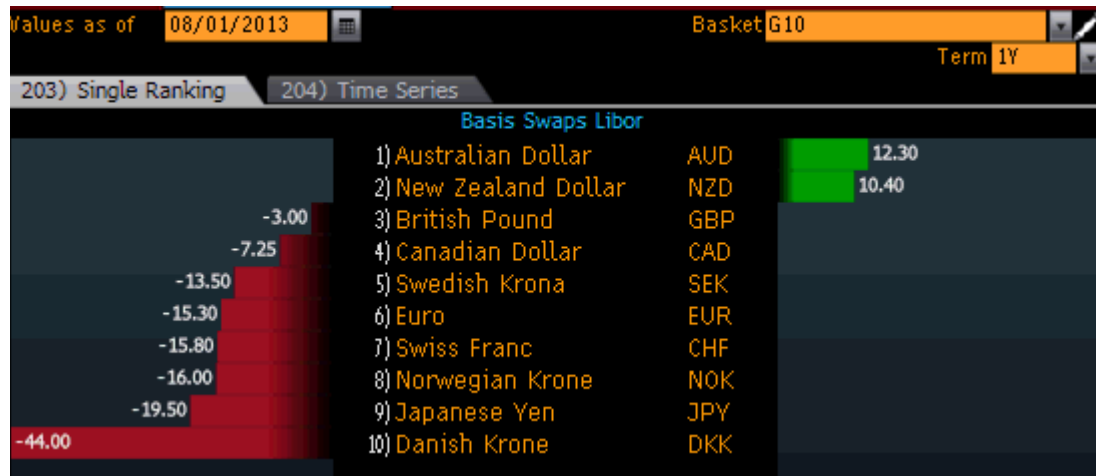 Values as of 08/01/2013 Basket G10
Term 1Y
203) Single Ranking 204) Time Series
Basis Swaps Libor
1) Australian Dollar AUD 12.30
2) New Zealand Dollar NZD 10.40
-3.00 3) British Pound GBP
-7.25 4) Canadian Dollar CAD
-13.50 5) Swedish Krona SEK
-15.30 6) Euro EUR
-15.80 7) Swiss Franc CHF
-16.00 8) Norwegian Krone NOK
-19.50 9) Japanese Yen JPY
-44.00 10) Danish Krone DKK